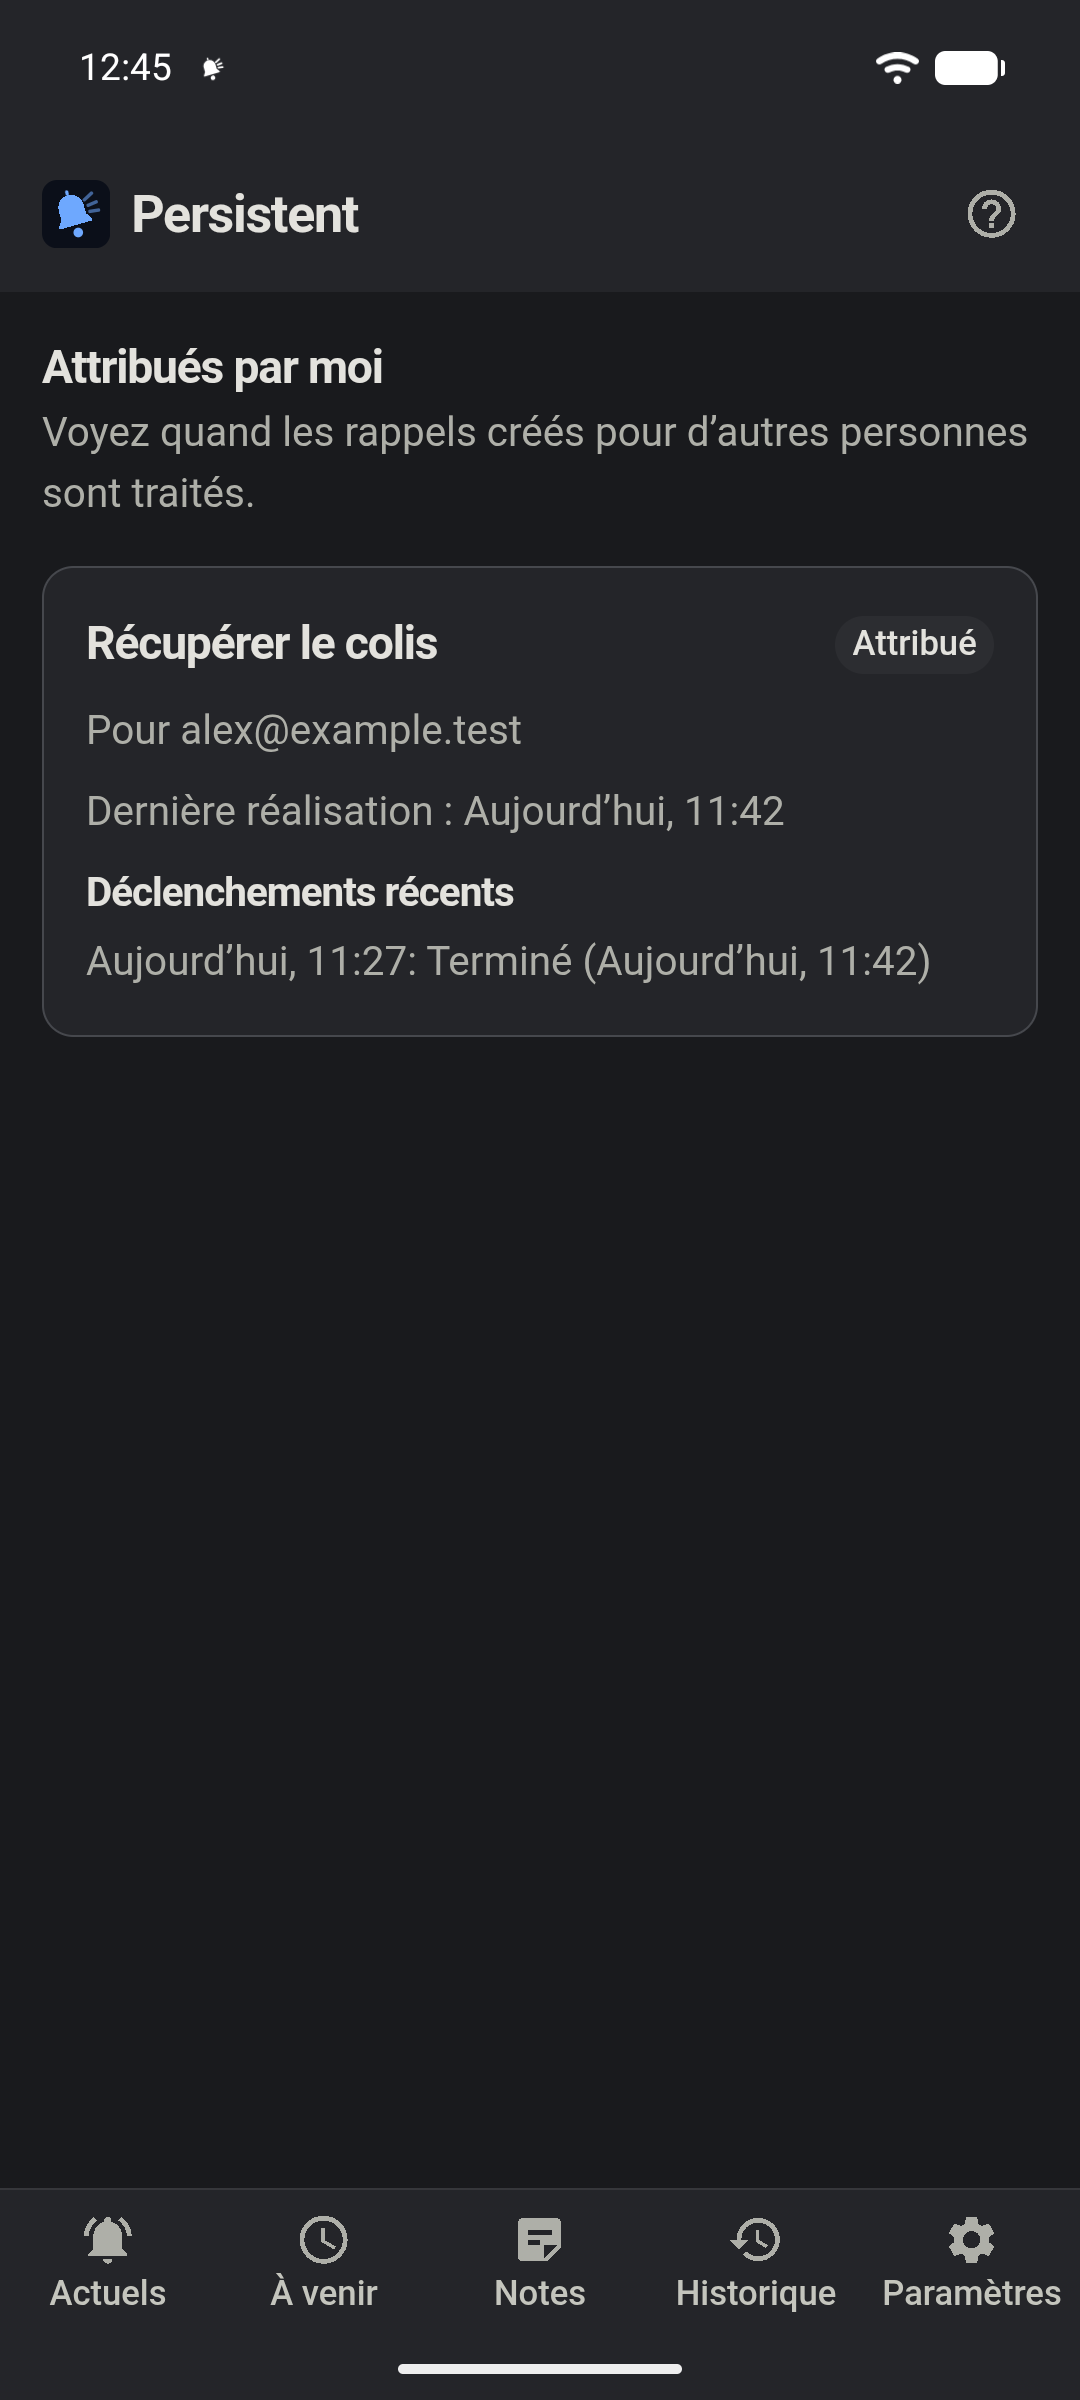 12:45
Persistent
Attribués par moi
Voyez quand les rappels créés pour d’autres personnes
sont traités.
Récupérer le colis
Attribué
Pour alex@example.test
Dernière réalisation : Aujourd’hui, 11:42
Déclenchements récents
Aujourd’hui, 11:27: Terminé (Aujourd’hui, 11:42)
Actuels
À venir
Notes
Historique
Paramètres